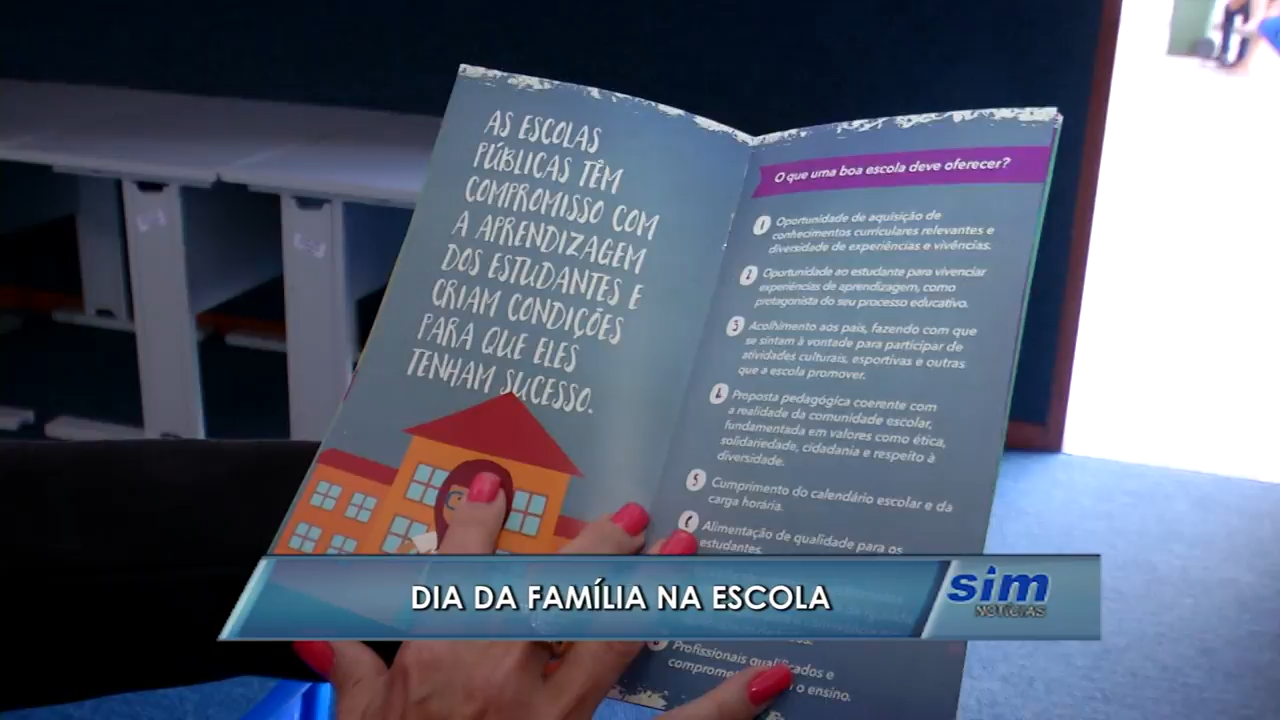 AS ESCOLAS
PÚBLICAS TÊM
COMPROMISSO COM
A APRENDIZAGEM
DOS ESTUDANTES E
CRIAM CONDIÇÕES
PARA QUE ELES
TENHAM SUCESSO.
O que uma boa escola deve oferecer?
1 Oportunidade de aquisição de
conhecimentos curriculares relevantes e
diversidade de experiências e vivências.
2 Oportunidade ao estudante para vivenciar
experiências de aprendizagem, como
protagonista do seu processo educativo.
3 Acolhimento aos pais, fazendo com que
se sintam à vontade para participar de
atividades culturais, esportivas e outras
que a escola promover.
4 Proposta pedagógica coerente com
a realidade da comunidade escolar,
fundamentada em valores como ética,
solidariedade, cidadania e respeito à
diversidade.
5 Cumprimento do calendário escolar e da
carga horária.
Alimentação de qualidade para os
estudantes.
Profissionais qualificados e
o ensino.
DIA DA FAMÍLIA NA ESCOLA
sim
NOTÍCIAS